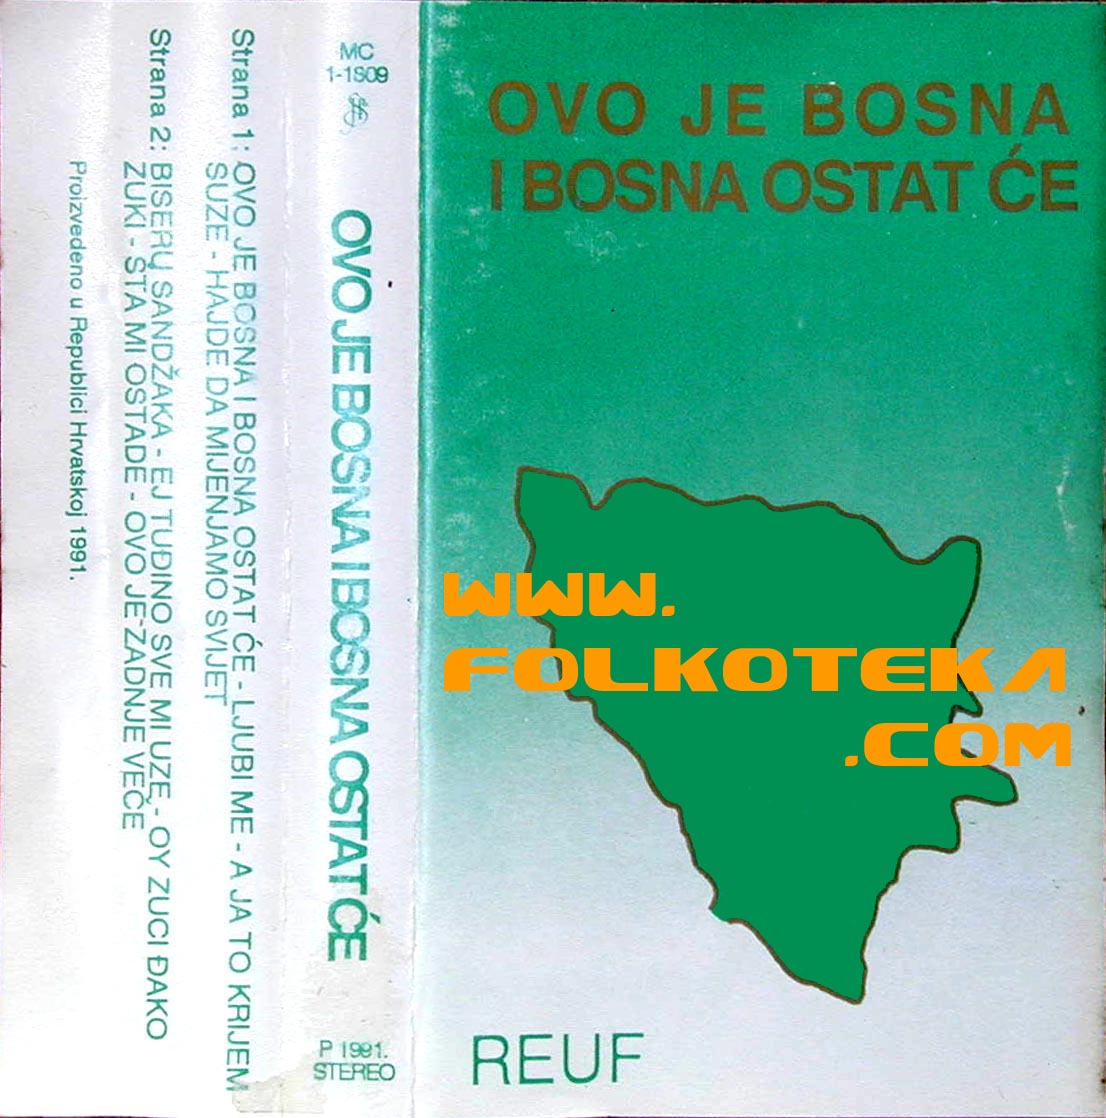 OVO JE BOSNA
I BOSNA OSTAT ĆE
WWW.
FOLKOTEKA
.COM
REUF
MC
1-1809
OVO JE BOSNA I BOSNA OSTAT ĆE
P 1991.
STEREO
Strana 1: OVO JE BOSNA I BOSNA OSTAT ĆE - LJUBI ME - A JA TO KRIJEM
SUZE - HAJDE DA MIJENJAMO SVIJET
Strana 2: BISERU SANDŽAKA - EJ TUĐINO SVE MI UZE - OY ZUCI ĐAKO
ZUKI - STA MI OSTADE - OVO JE ZADNJE VEČE
Proizvedeno u Republici Hrvatskoj 1991.